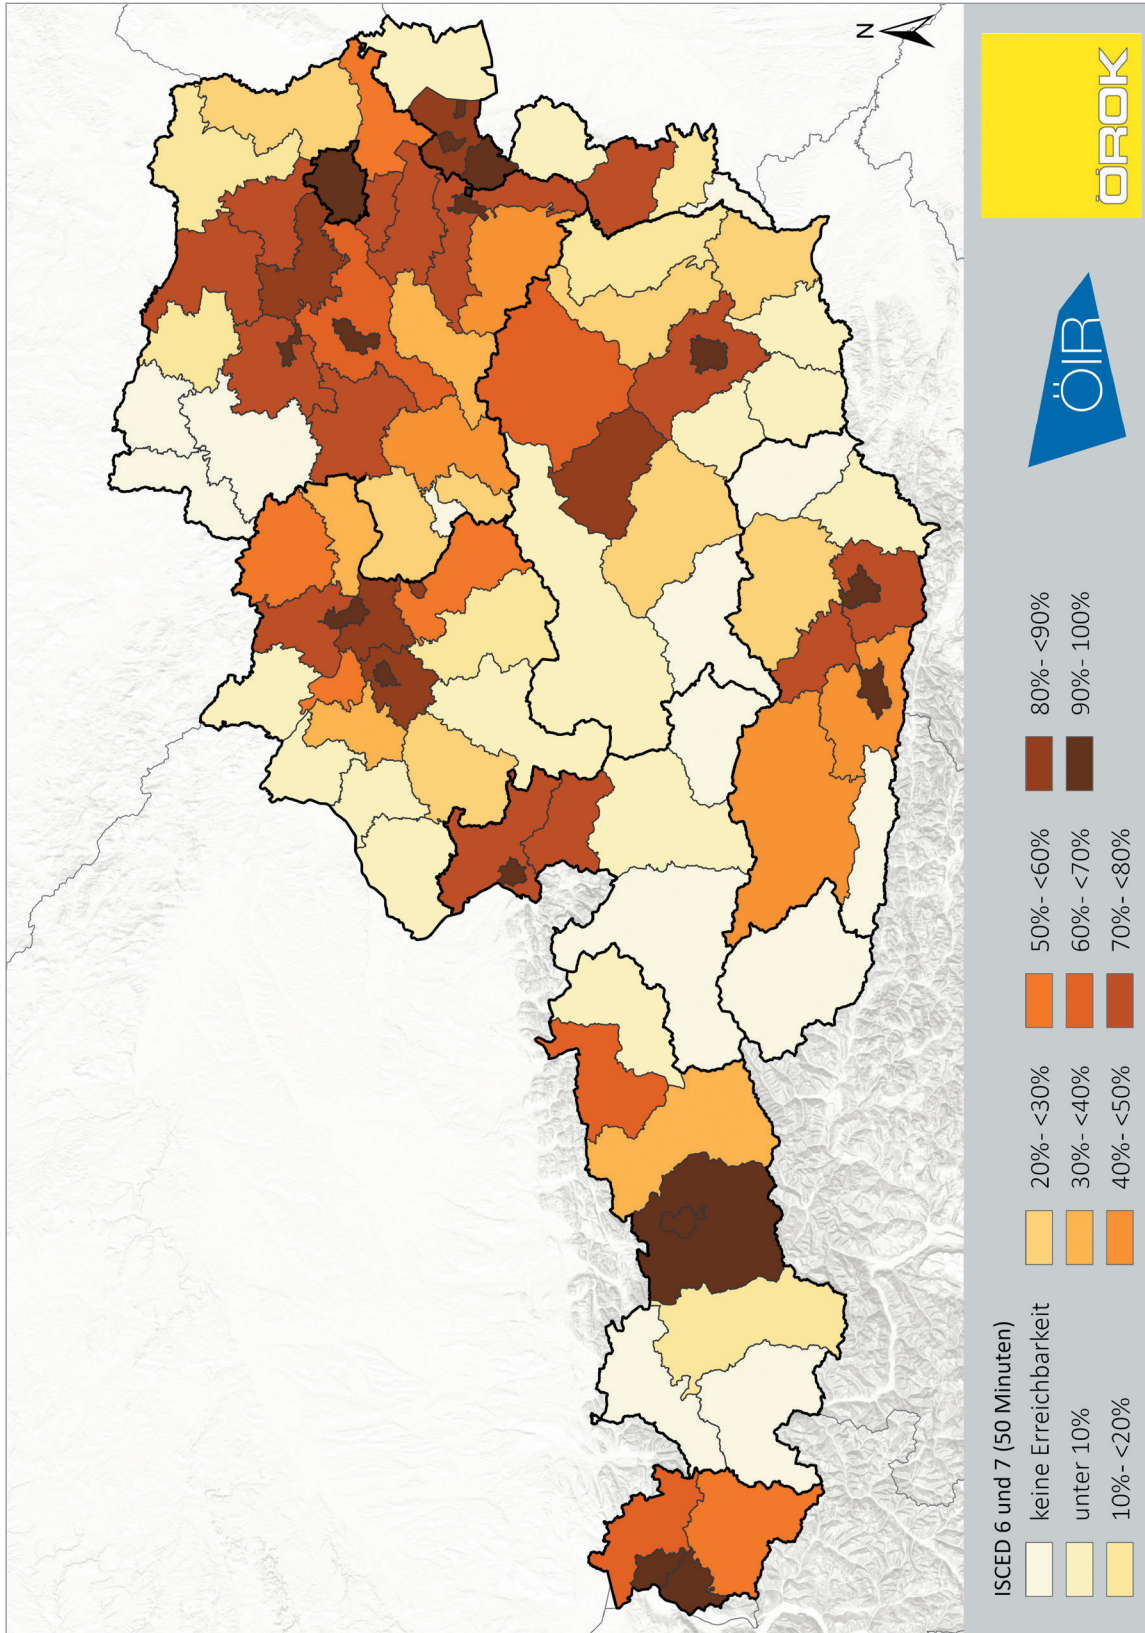 N
ISCED 6 und 7 (50 Minuten)
keine Erreichbarkeit
unter 10%
10%- <20%
20%- <30%
30%- <40%
40%- <50%
50%- <60%
60%- <70%
70%- <80%
80%- <90%
90%- 100%
ÖIR
ÖROK